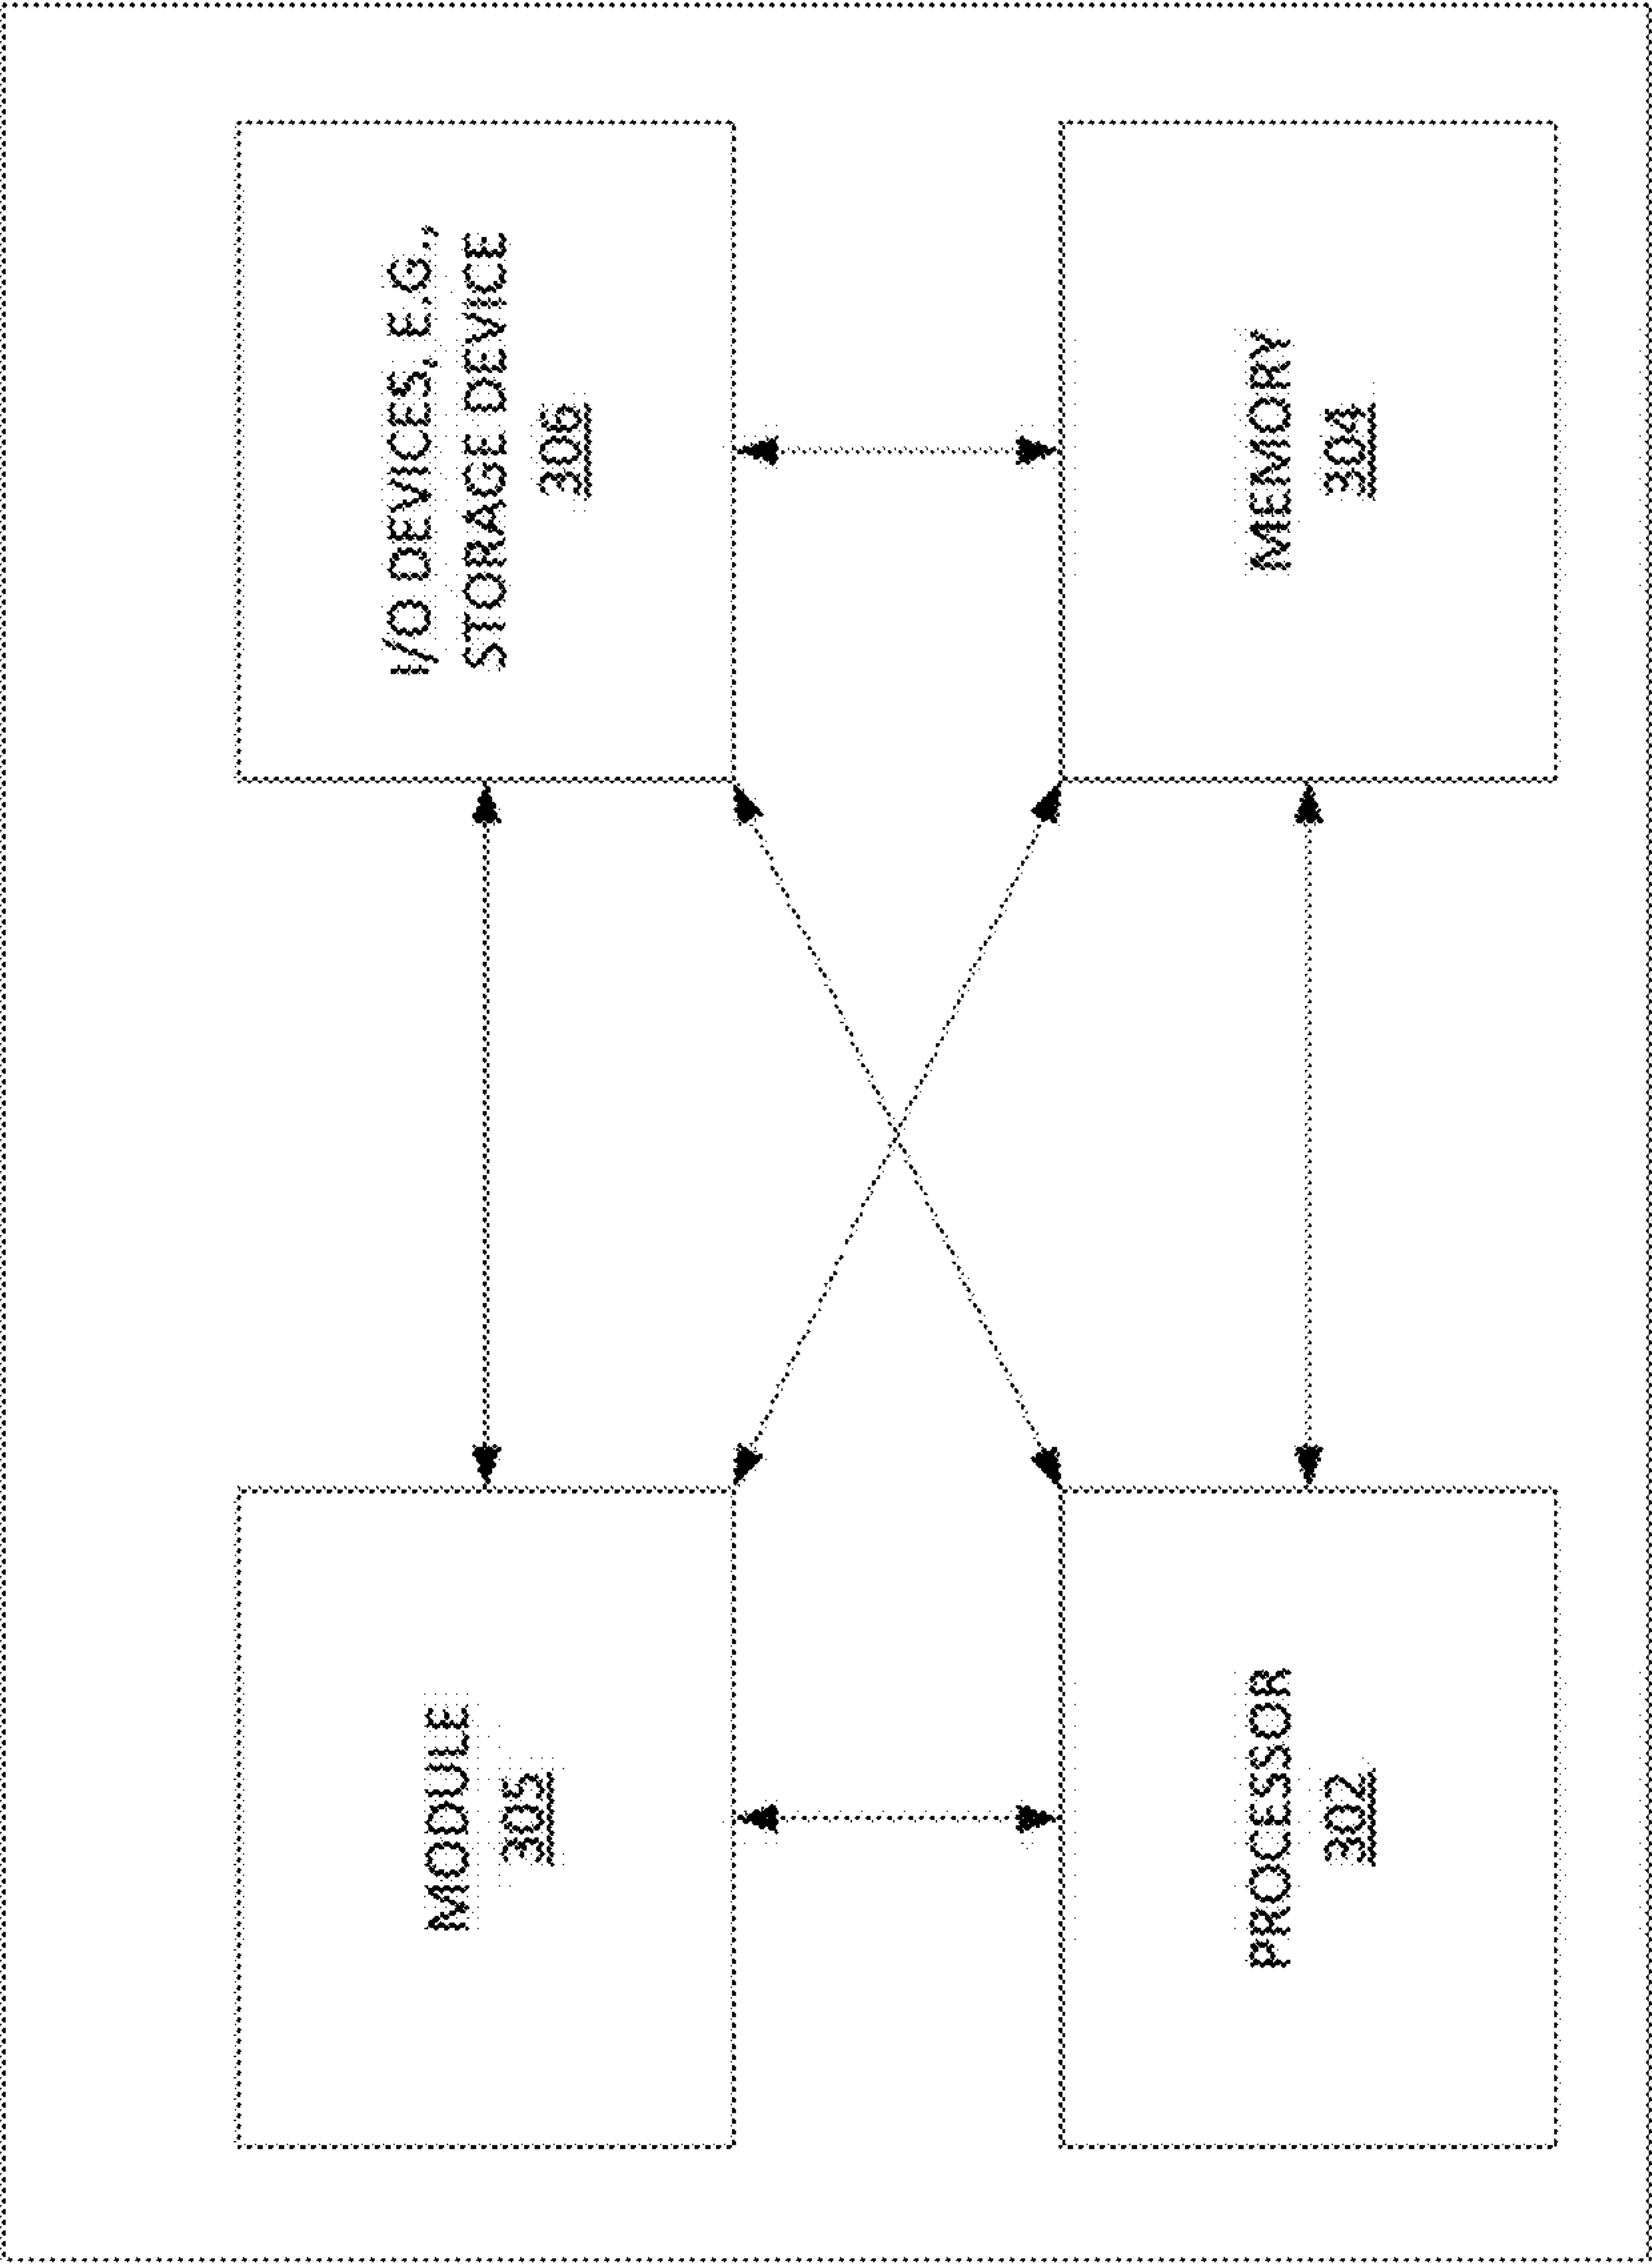 MODULE
305
I/O DEVICES, E.G.,
STORAGE DEVICE
306
PROCESSOR
302
MEMORY
304